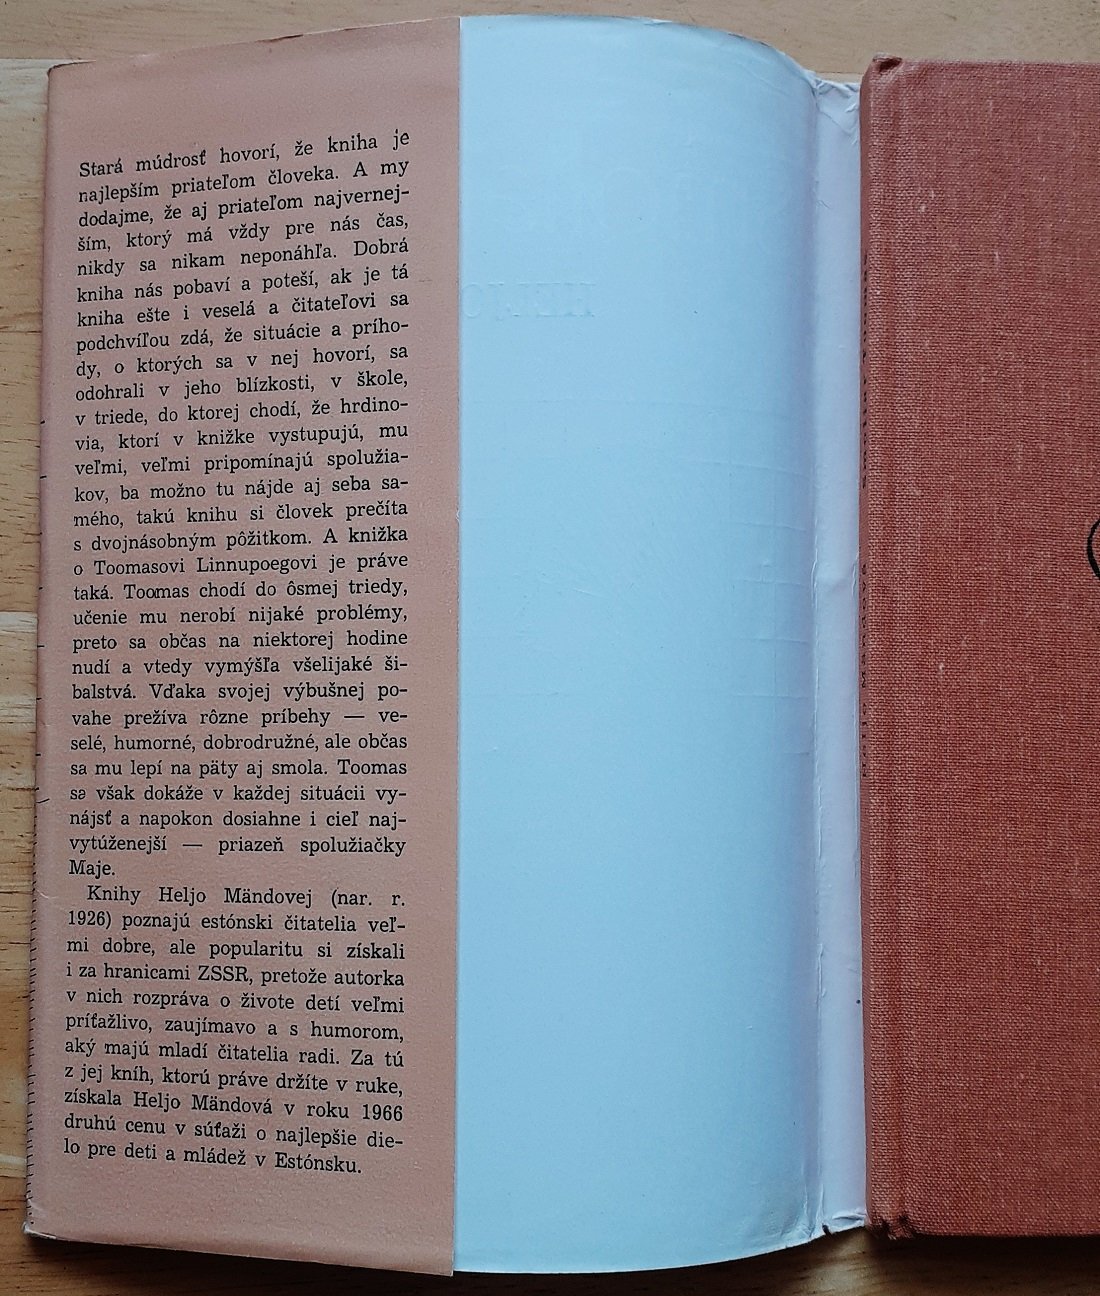 Stará múdrosť hovorí, že kniha je
najlepším priateľom človeka. A my
dodajme, že aj priateľom najvernej-
ším, ktorý má vždy pre nás čas,
nikdy sa nikam neponáhľa. Dobrá
kniha nás pobaví a poteší, ak je tá
kniha ešte i veselá a čitateľovi sa
podchvíľou zdá, že situácie a prího-
dy, o ktorých sa v nej hovorí, sa
odohrali v jeho blízkosti, v škole,
v triede, do ktorej chodí, že hrdino-
via, ktorí v knižke vystupujú, mu
veľmi, veľmi pripomínajú spolužia-
kov, ba možno tu nájde aj seba sa-
mého, takú knihu si človek prečíta
s dvojnásobným pôžitkom. A knižka
o Toomasovi Linnupoegovi je práve
taká. Toomas chodí do ôsmej triedy,
učenie mu nerobí nijaké problémy,
preto sa občas na niektorej hodine
nudí a vtedy vymýšľa všelijaké ši-
balstvá. Vďaka svojej výbušnej po-
vahe prežíva rôzne príbehy — ve-
selé, humorné, dobrodružné, ale občas
sa mu lepí na päty aj smola. Toomas
sa však dokáže v každej situácii vy-
nájsť a napokon dosiahne i cieľ naj-
vytúženejší — priazeň spolužiačky
Maje.
Knihy Heljo Mändovej (nar. r.
1926) poznajú estónski čitatelia veľ-
mi dobre, ale popularitu si získali
i za hranicami ZSSR, pretože autorka
v nich rozpráva o živote detí veľmi
príťažlivo, zaujímavo a s humorom,
aký majú mladí čitatelia radi. Za tú
z jej kníh, ktorú práve držíte v ruke,
získala Heljo Mändová v roku 1966
druhú cenu v súťaži o najlepšie die-
lo pre deti a mládež v Estónsku.
Heljo Mändová